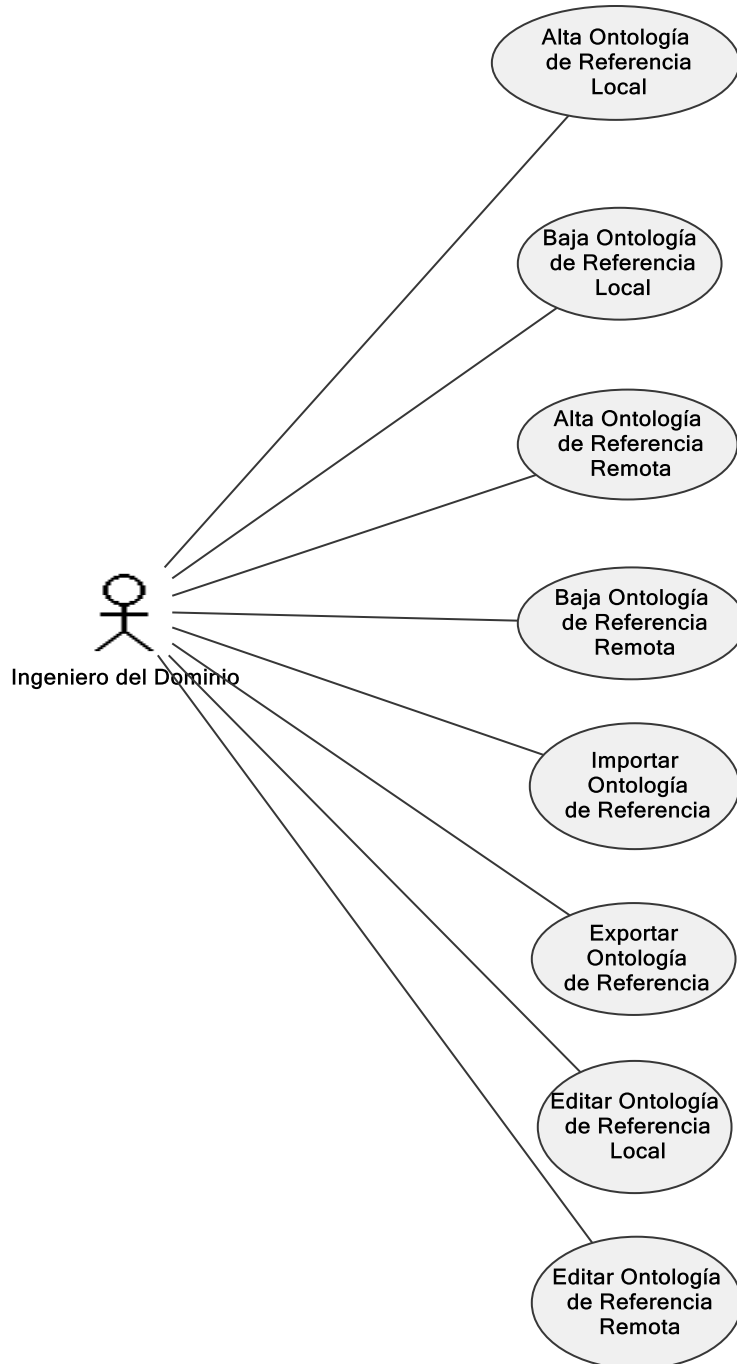 Alta Ontología
de Referencia
Local
Baja Ontología
de Referencia
Local
Alta Ontología
de Referencia
Remota
Baja Ontología
de Referencia
Remota
Ingeniero del Dominio
Importar
Ontología
de Referencia
Exportar
Ontología
de Referencia
Editar Ontología
de Referencia
Local
Editar Ontología
de Referencia
Remota